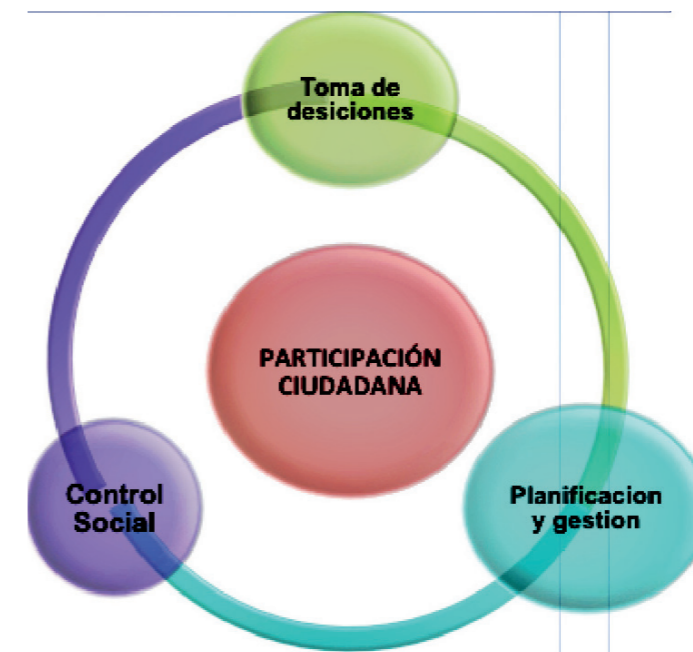 Toma de
desiciones
PARTICIPACIÓN
CIUDADANA
Control
Social
Planificacion
y gestion